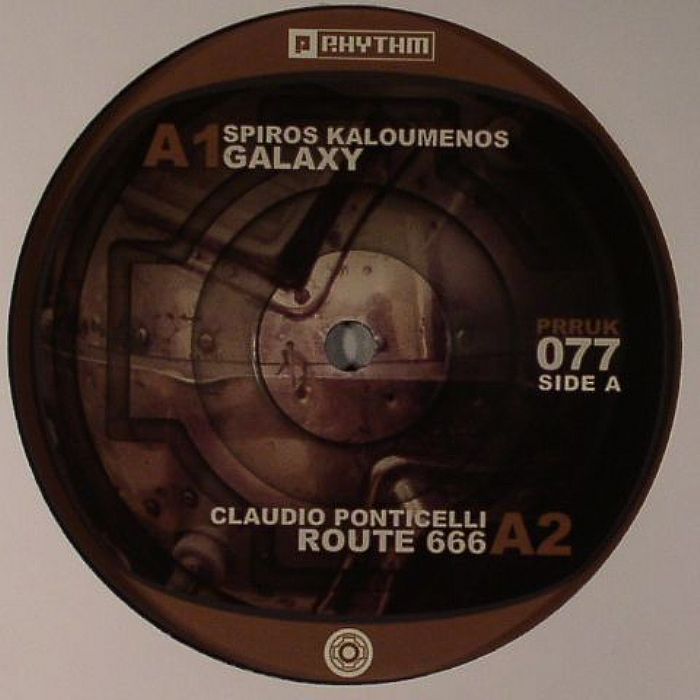 P PRHYTHM
A1 SPIROS KALOUMENOS
GALAXY
PRRUK
077
SIDE A
CLAUDIO PONTICELLI
ROUTE 666 A2